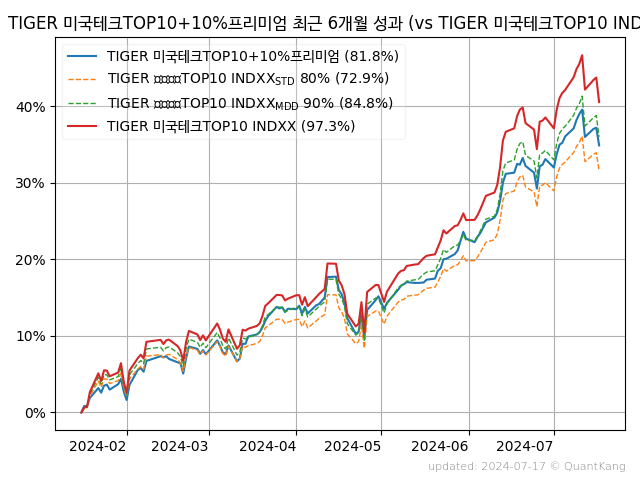 TIGER 미국테크TOP10+10%프리미엄 최근 6개월 성과 (vs TIGER 미국테크TOP10 IND
TIGER 미국테크TOP10+10%프리미엄 (81.8%)
TIGER TOP10 INDXX STD 80% (72.9%)
TIGER TOP10 INDXX MDD 90% (84.8%)
TIGER 미국테크TOP10 INDXX (97.3%)
40%
30%
20%
10%
0%
2024-02 2024-03 2024-04 2024-05 2024-06 2024-07
updated: 2024-07-17 © QuantKang